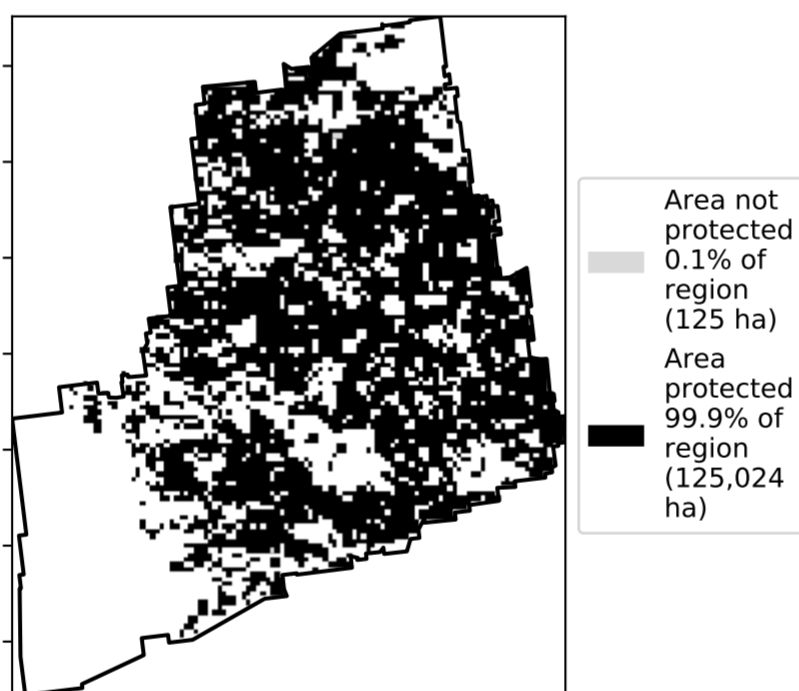 Area not
protected
0.1% of
region
(125 ha)
Area
protected
99.9% of
region
(125,024
ha)